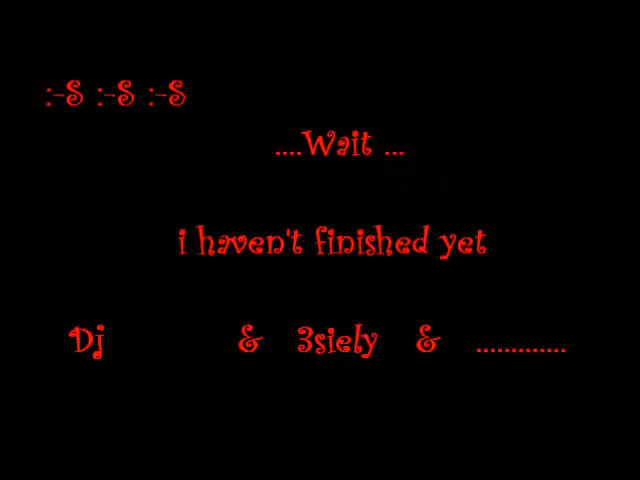 :-S :-S :-S
....Wait ...
i haven't finished yet
Dj & 3siely & .............